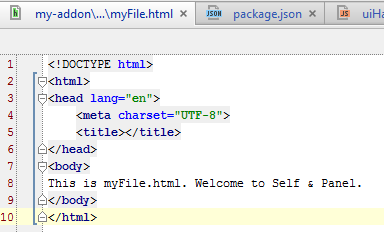 my-addon\...\myFile.html package.json uiHa
1 <!DOCTYPE html>
2 <html>
3 <head lang="en">
4 <meta charset="UTF-8">
5 <title></title>
6 </head>
7 <body>
8 This is myFile.html. Welcome to Self & Panel.
9 </body>
10 </html>